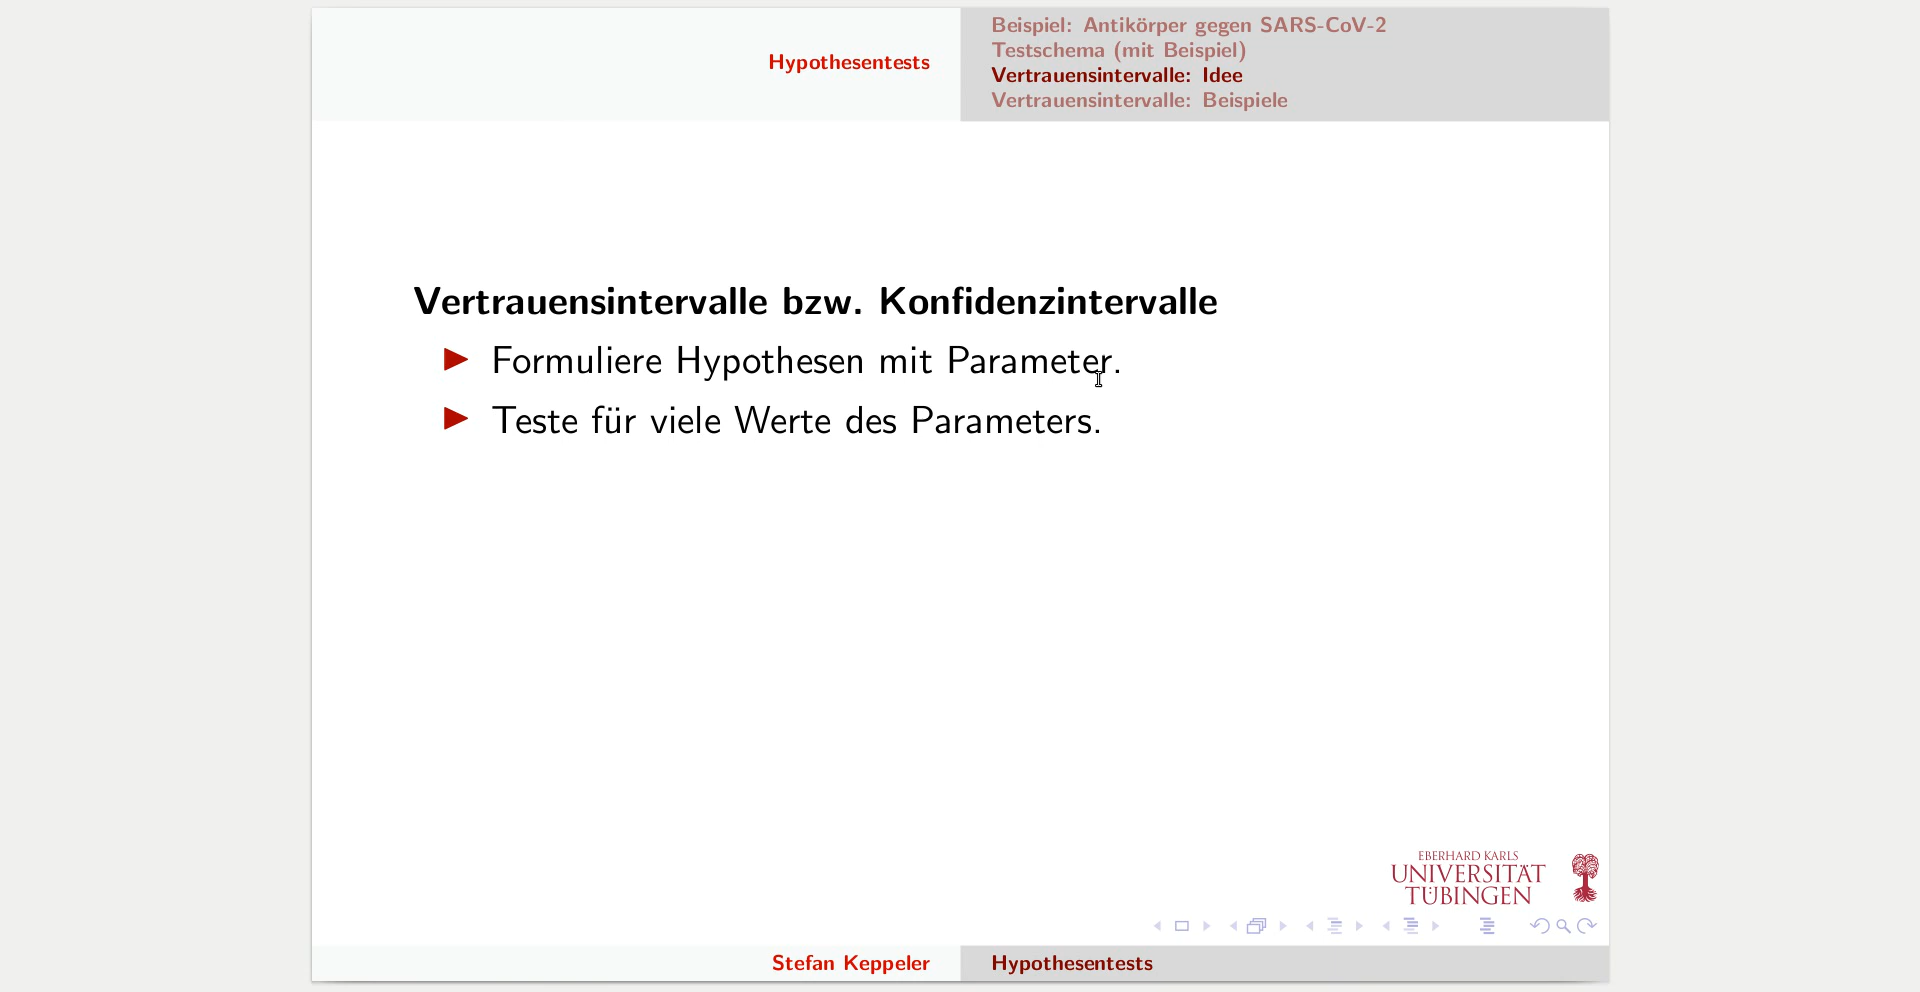 Hypothesentests
Beispiel: Antikörper gegen SARS-CoV-2
Testschema (mit Beispiel)
Vertrauensintervalle: Idee
Vertrauensintervalle: Beispiele
Vertrauensintervalle bzw. Konfidenzintervalle
Formuliere Hypothesen mit Parameter.
Teste für viele Werte des Parameters.
EBERHARD KARLS
UNIVERSITÄT
TÜBINGEN
Stefan Keppeler
Hypothesentests